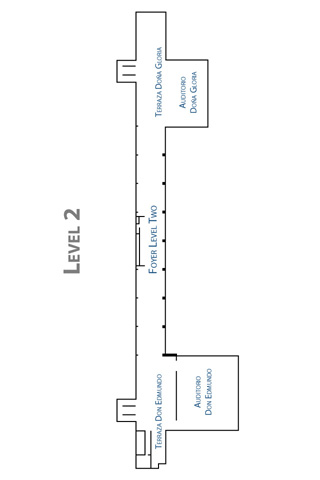 LEVEL 2
TERRAZA DOÑA GLORIA
AUDITORIO
DOÑA GLORIA
FOYER LEVEL TWO
TERRAZA DON EDMUNDO
AUDITORIO
DON EDMUNDO